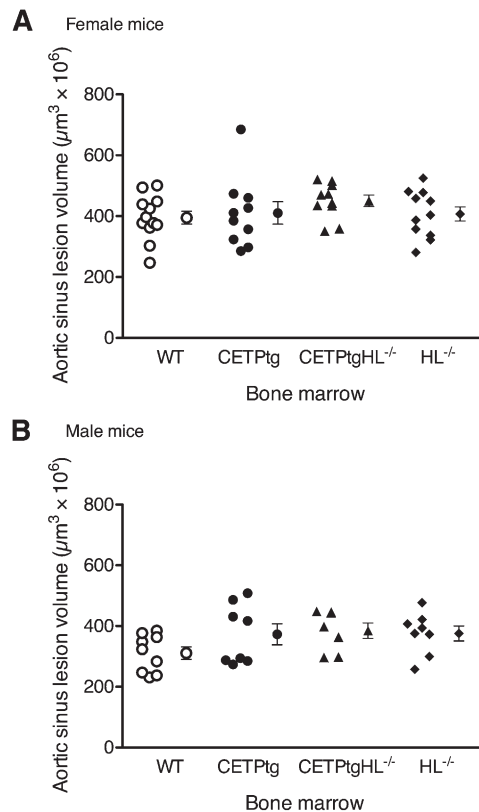 A Female mice
Aortic sinus lesion volume (µm³ × 10⁶)
800
600
400
200
0
WT CETPtg CETPtgHL⁻/⁻ HL⁻/⁻
Bone marrow
B Male mice
Aortic sinus lesion volume (µm³ × 10⁶)
800
600
400
200
0
WT CETPtg CETPtgHL⁻/⁻ HL⁻/⁻
Bone marrow